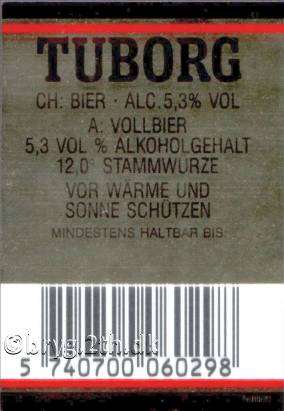 TUBORG
CH: BIER · ALC. 5,3% VOL
A: VOLLBIER
5,3 VOL % ALKOHOLGEHALT
12,0° STAMMWÜRZE
VOR WÄRME UND
SONNE SCHÜTZEN
MINDESTENS HALTBAR BIS:
©bryg.2th.dk
5 740700 060298